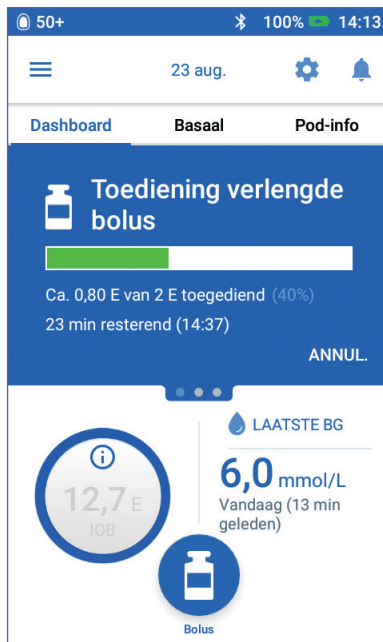 50+ 100% 14:13
23 aug.
Dashboard Basaal Pod-info
Toediening verlengde
bolus
Ca. 0,80 E van 2 E toegediend (40%)
23 min resterend (14:37)
ANNUL.
LAATSTE BG
6,0 mmol/L
Vandaag (13 min
geleden)
12,7 E
IOB
Bolus